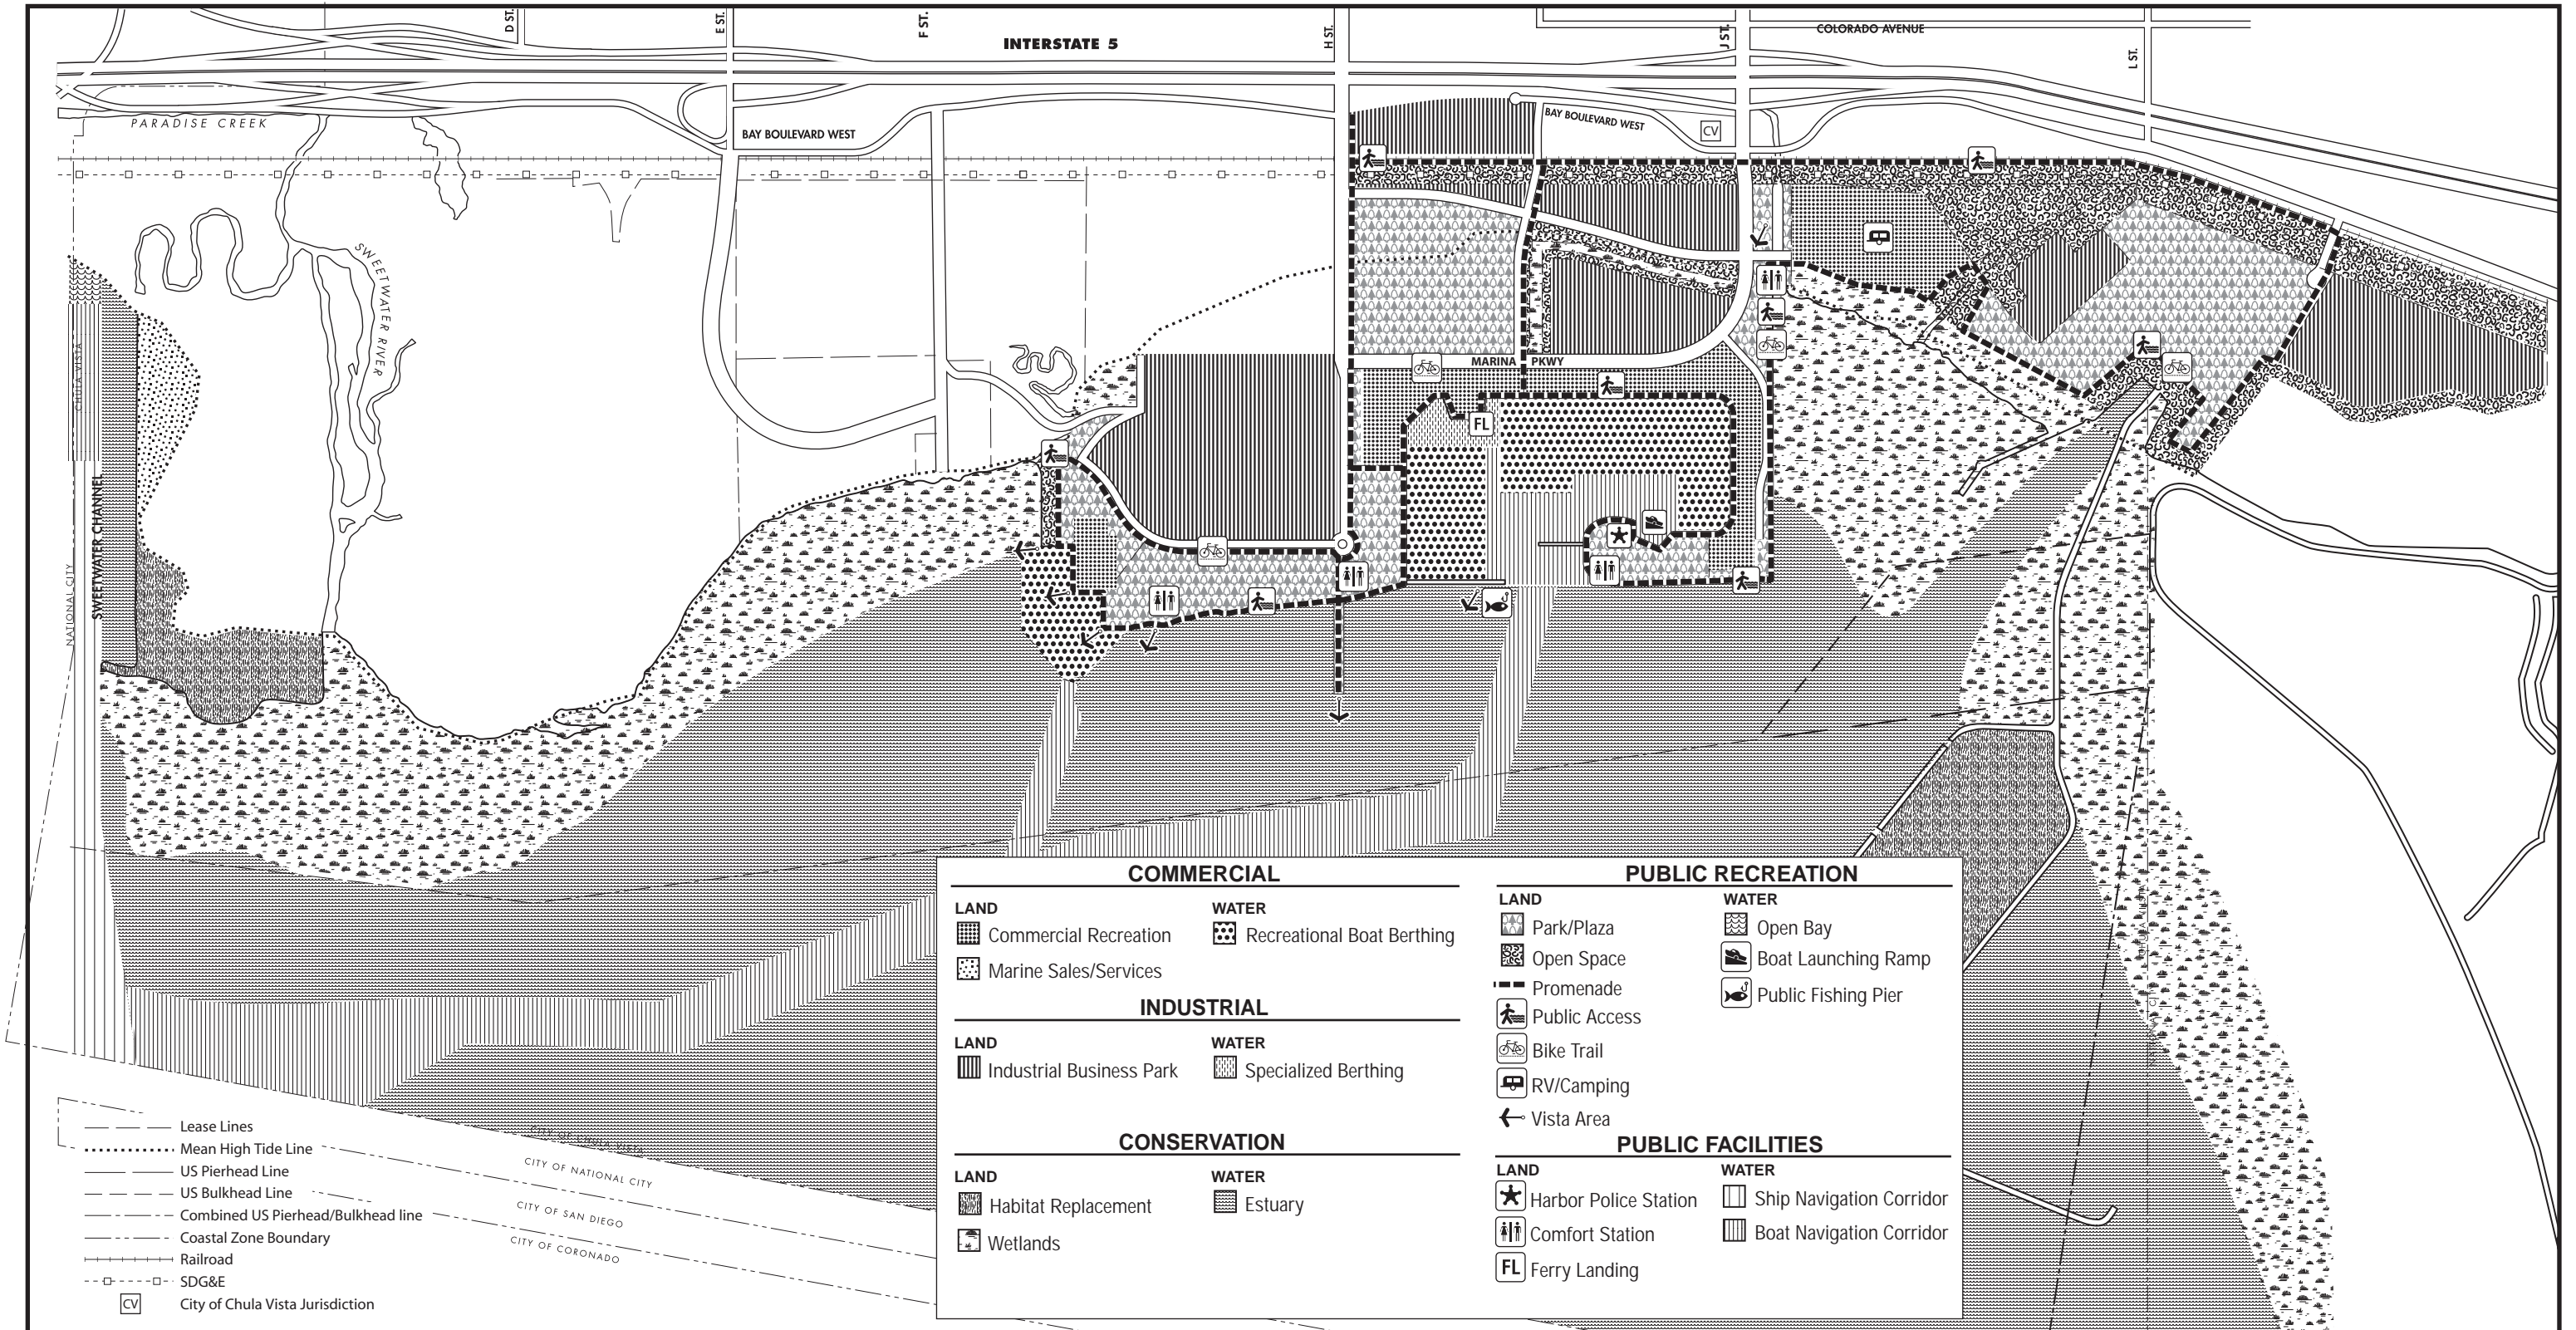 D ST.
E ST.
F ST.
H ST.
J ST.
L ST.
INTERSTATE 5
COLORADO AVENUE
PARADISE CREEK
BAY BOULEVARD WEST
BAY BOULEVARD WEST
CV
SWEETWATER RIVER
CHULA VISTA
NATIONAL CITY
SWEETWATER CHANNEL
MARINA PKWY
FL
COMMERCIAL
LAND
Commercial Recreation
Marine Sales/Services
WATER
Recreational Boat Berthing
INDUSTRIAL
LAND
Industrial Business Park
WATER
Specialized Berthing
CONSERVATION
LAND
Habitat Replacement
Wetlands
WATER
Estuary
PUBLIC RECREATION
LAND
Park/Plaza
Open Space
Promenade
Public Access
Bike Trail
RV/Camping
Vista Area
WATER
Open Bay
Boat Launching Ramp
Public Fishing Pier
PUBLIC FACILITIES
LAND
Harbor Police Station
Comfort Station
FL Ferry Landing
WATER
Ship Navigation Corridor
Boat Navigation Corridor
Lease Lines
Mean High Tide Line
US Pierhead Line
US Bulkhead Line
Combined US Pierhead/Bulkhead line
Coastal Zone Boundary
Railroad
SDG&E
CV City of Chula Vista Jurisdiction
CITY OF CHULA VISTA
CITY OF NATIONAL CITY
CITY OF SAN DIEGO
CITY OF CORONADO